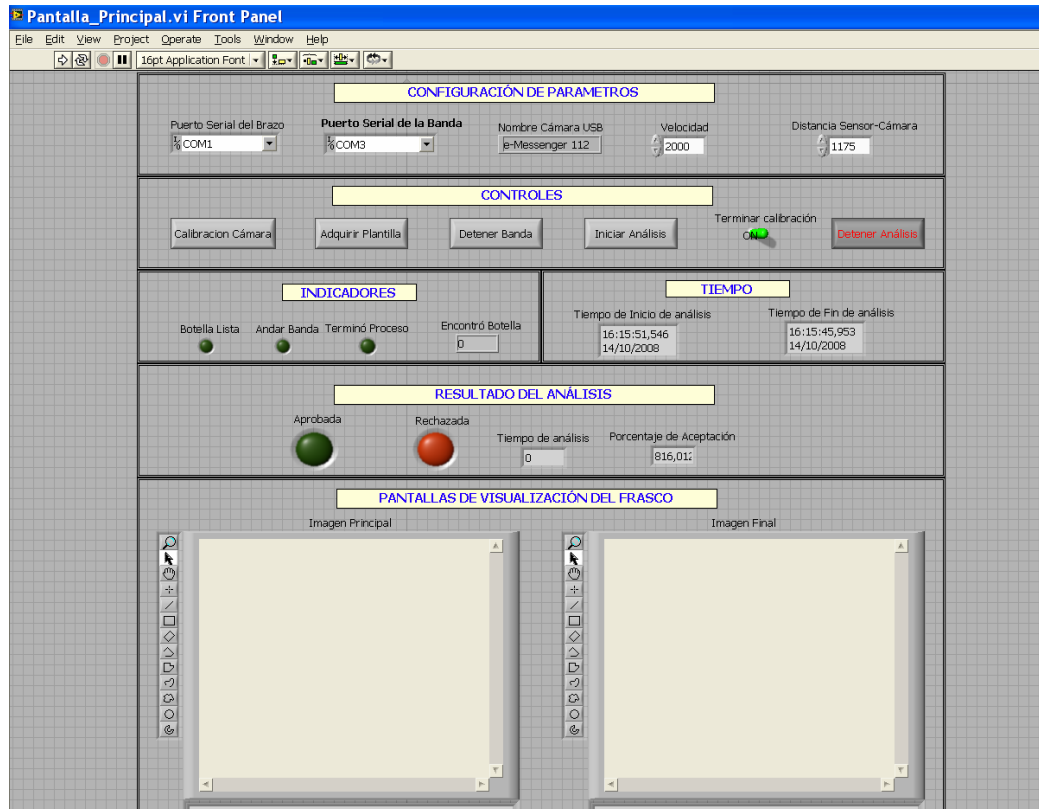 Pantalla_Principal.vi Front Panel
File Edit View Project Operate Tools Window Help
16pt Application Font
CONFIGURACIÓN DE PARAMETROS
Puerto Serial del Brazo Puerto Serial de la Banda Nombre Cámara USB Velocidad Distancia Sensor-Cámara
COM1 COM3 e-Messenger 112 2000 1175
CONTROLES
Terminar calibración
Calibracion Cámara Adquirir Plantilla Detener Banda Iniciar Análisis ON Detener Análisis
INDICADORES TIEMPO
Botella Lista Andar Banda Terminó Proceso Encontró Botella
0
Tiempo de Inicio de análisis Tiempo de Fin de análisis
16:15:51,546 16:15:45,953
14/10/2008 14/10/2008
RESULTADO DEL ANÁLISIS
Aprobada Rechazada Tiempo de análisis Porcentaje de Aceptación
0 816,012
PANTALLAS DE VISUALIZACIÓN DEL FRASCO
Imagen Principal Imagen Final